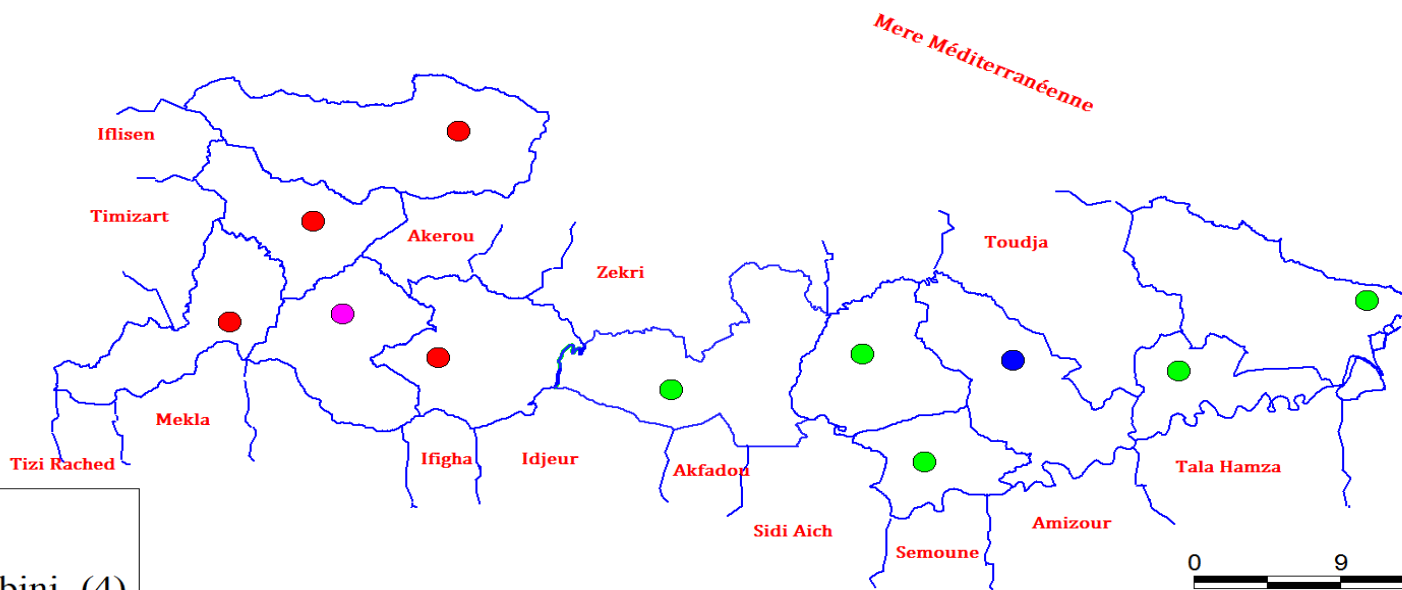 Mere Méditerranéenne
Iflisen
Timizart
Akerou
Toudja
Zekri
Mekla
Tizi Rached
Ifigha
Idjeur
Akfadou
Tala Hamza
Sidi Aich
Amizour
Semoune
0 9
(4)